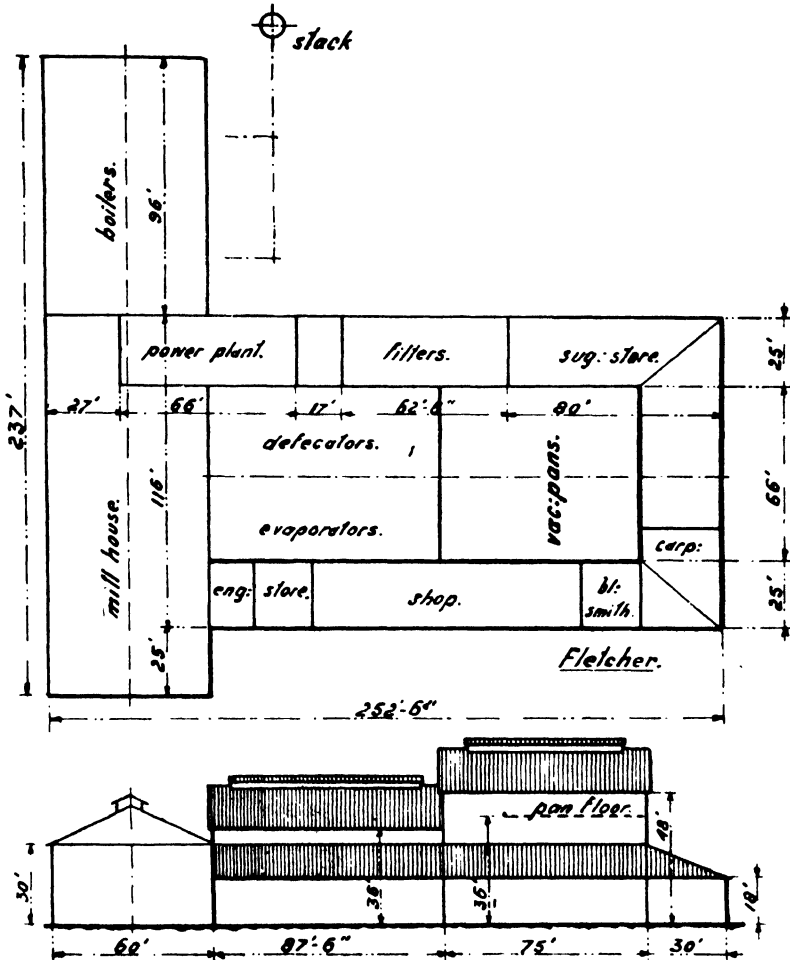 stack
boilers.
96'
237'
power plant.
filters.
sug: store.
25'
27'
66'
17'
62'-6"
80'
defecators.
vac: pans.
66'
116'
mill house.
evaporators.
carp:
eng:
store.
shop.
bl:
smith.
25'
25'
Fletcher.
252'-6"
pan floor.
30'
36'
36'
48'
18'
60'
87'-6"
75'
30'